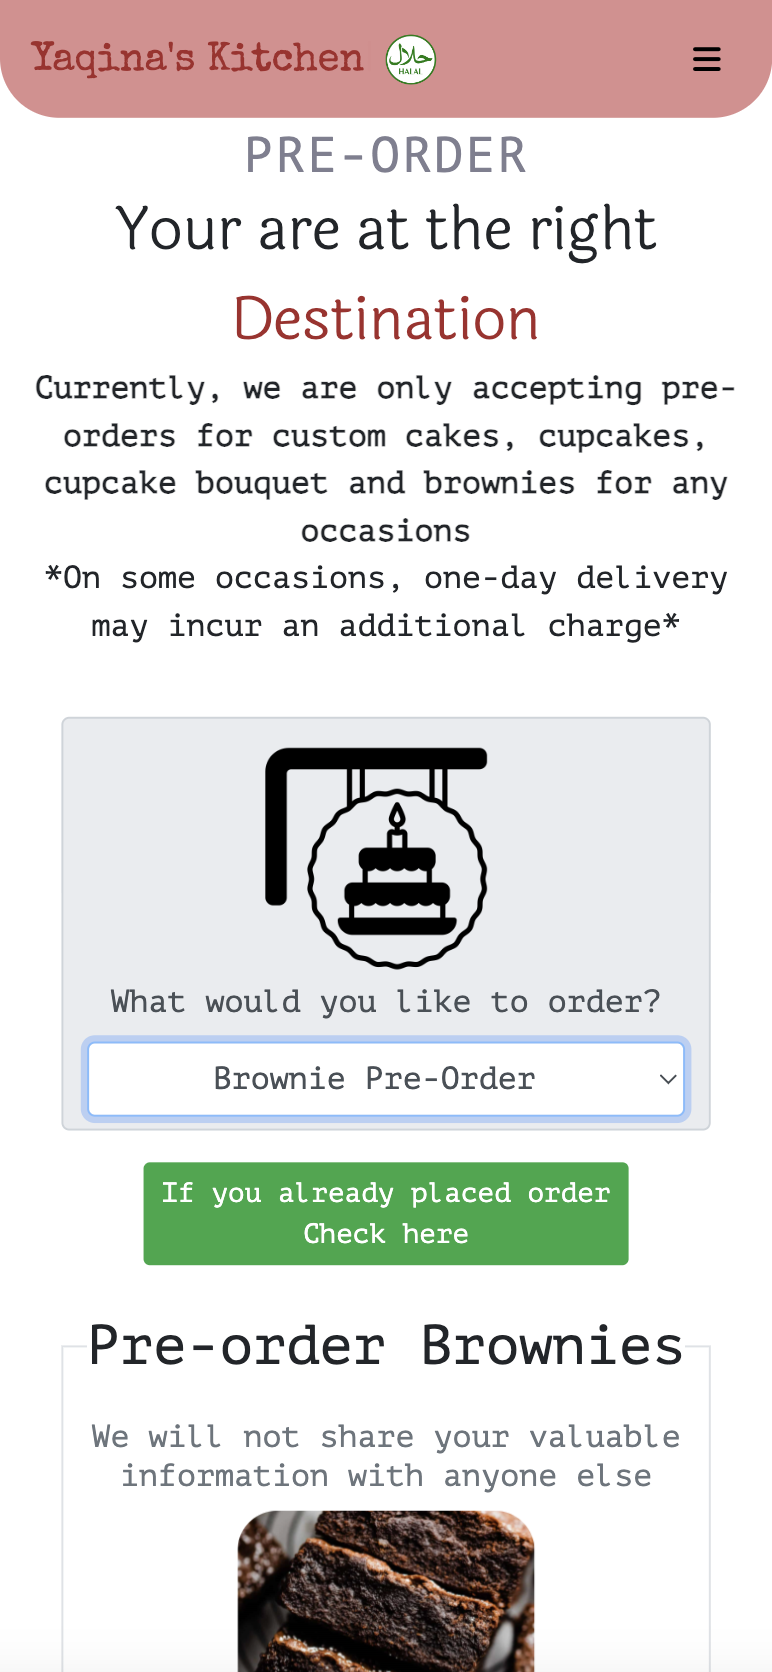 Yaqina's Kitchen
حلال
HALAL
PRE-ORDER
Your are at the right
Destination
Currently, we are only accepting pre-
orders for custom cakes, cupcakes,
cupcake bouquet and brownies for any
occasions
*On some occasions, one-day delivery
may incur an additional charge*
What would you like to order?
Brownie Pre-Order
If you already placed order
Check here
Pre-order Brownies
We will not share your valuable
information with anyone else